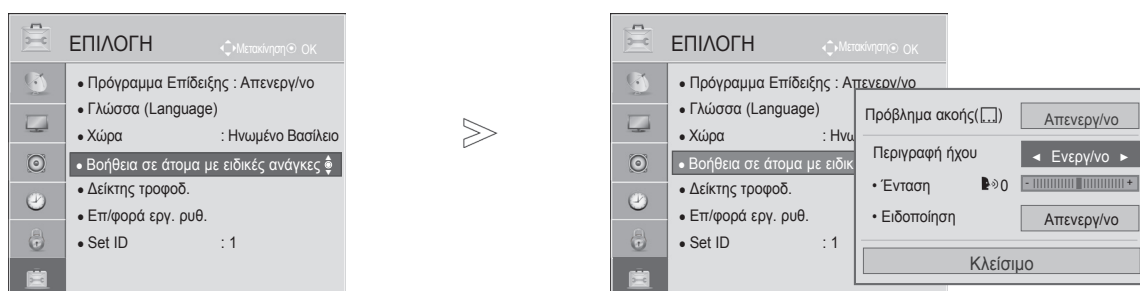 ΕΠΙΛΟΓΗ Μετακίνηση OK
● Πρόγραμμα Επίδειξης : Απενεργ/νο
● Γλώσσα (Language)
● Χώρα : Ηνωμένο Βασίλειο
● Βοήθεια σε άτομα με ειδικές ανάγκες
● Δείκτης τροφοδ.
● Επ/φορά εργ. ρυθ.
● Set ID : 1
ΕΠΙΛΟΓΗ Μετακίνηση OK
● Πρόγραμμα Επίδειξης : Απενεργ/νο
● Γλώσσα (Language)
● Χώρα : Ηνω
● Βοήθεια σε άτομα με ειδικ
● Δείκτης τροφοδ.
● Επ/φορά εργ. ρυθ.
● Set ID : 1
Πρόβλημα ακοής( ) Απενεργ/νο
Περιγραφή ήχου ◄ Ενεργ/νο ►
• Ένταση 0 - +
• Ειδοποίηση Απενεργ/νο
Κλείσιμο